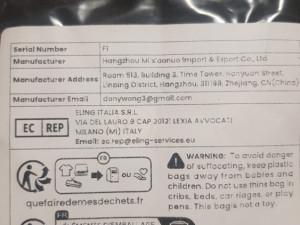 Serial Number F1
Manufacturer Hangzhou Mi xiaonuo Import & Export Co., Ltd
Manufacturer Address Room 513, Building 3, Time Tower, Nanyuan Street,
Linping District, Hangzhou, 311199, Zhejiang, CN(China)
Manufacturer Email danywong3@gmail.com
EC REP
ELING ITALIA S.R.L
VIA DEL LAURO 9 CAP 20121 LEXIA AVVOCATI
MILANO (MI) ITALY
Email: ec.rep@eling-services.eu
FR
quefairedemesdechets.fr
WARNING: To avoid danger
of suffocating, keep plastic
bags away from babies and
children. Do not use this bag in
cribs, beds, carriages, or play
pens. This bag is not a toy.
FR